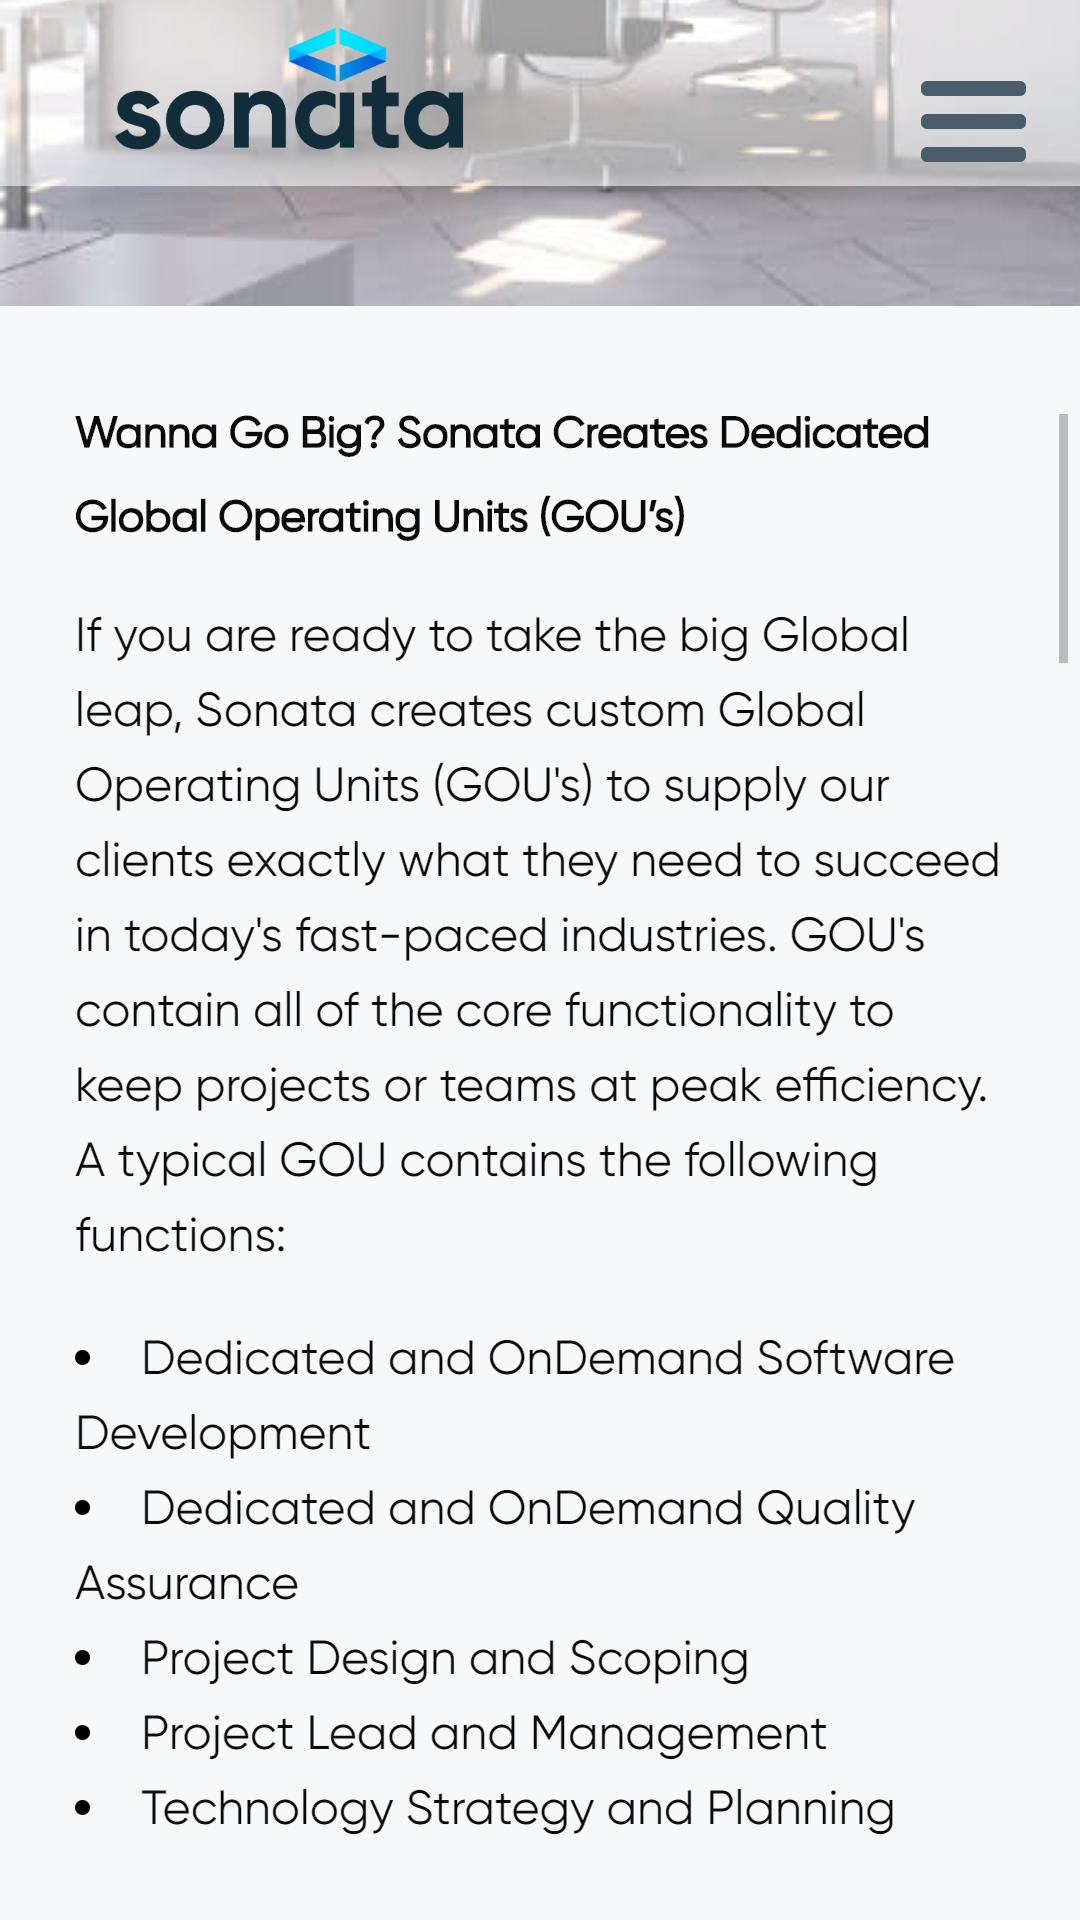 sonata
Wanna Go Big? Sonata Creates Dedicated
Global Operating Units (GOU’s)
If you are ready to take the big Global
leap, Sonata creates custom Global
Operating Units (GOU's) to supply our
clients exactly what they need to succeed
in today's fast-paced industries. GOU's
contain all of the core functionality to
keep projects or teams at peak efficiency.
A typical GOU contains the following
functions:
• Dedicated and OnDemand Software
Development
• Dedicated and OnDemand Quality
Assurance
• Project Design and Scoping
• Project Lead and Management
• Technology Strategy and Planning